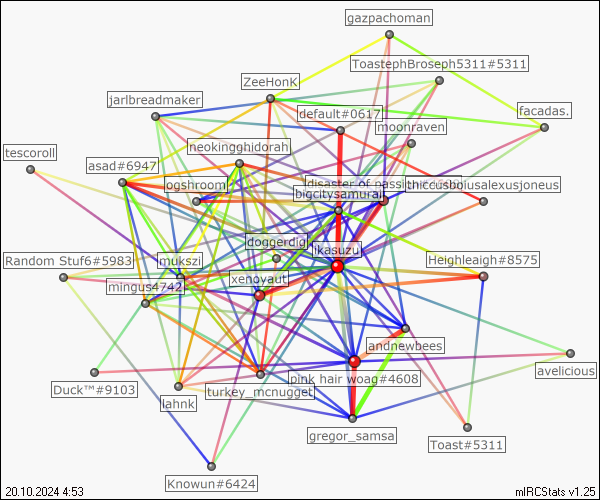 gazpachoman
ToastephBroseph5311#5311
ZeeHonK
jarlbreadmaker
default#0617
facadas.
moonraven
neokingghidorah
tescoroll
asad#6947
ogshroom
disaster of passi
thiccusbolusalexusjoneus
bigcitysamurai
doggerdig
jikasuzu
Random Stuf6#5983
mukszi
Heighleaigh#8575
xenoyaut
mingus4742
andnewbees
avelicious
pink hair woag#4608
Duck™#9103
turkey_mcnugget
lahnk
gregor_samsa
Toast#5311
Knowun#6424
20.10.2024 4:53
mIRCStats v1.25